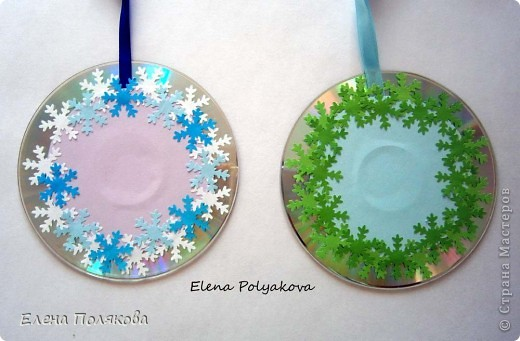 Elena Polyakova
Елена Полякова
© Страна Мастеров